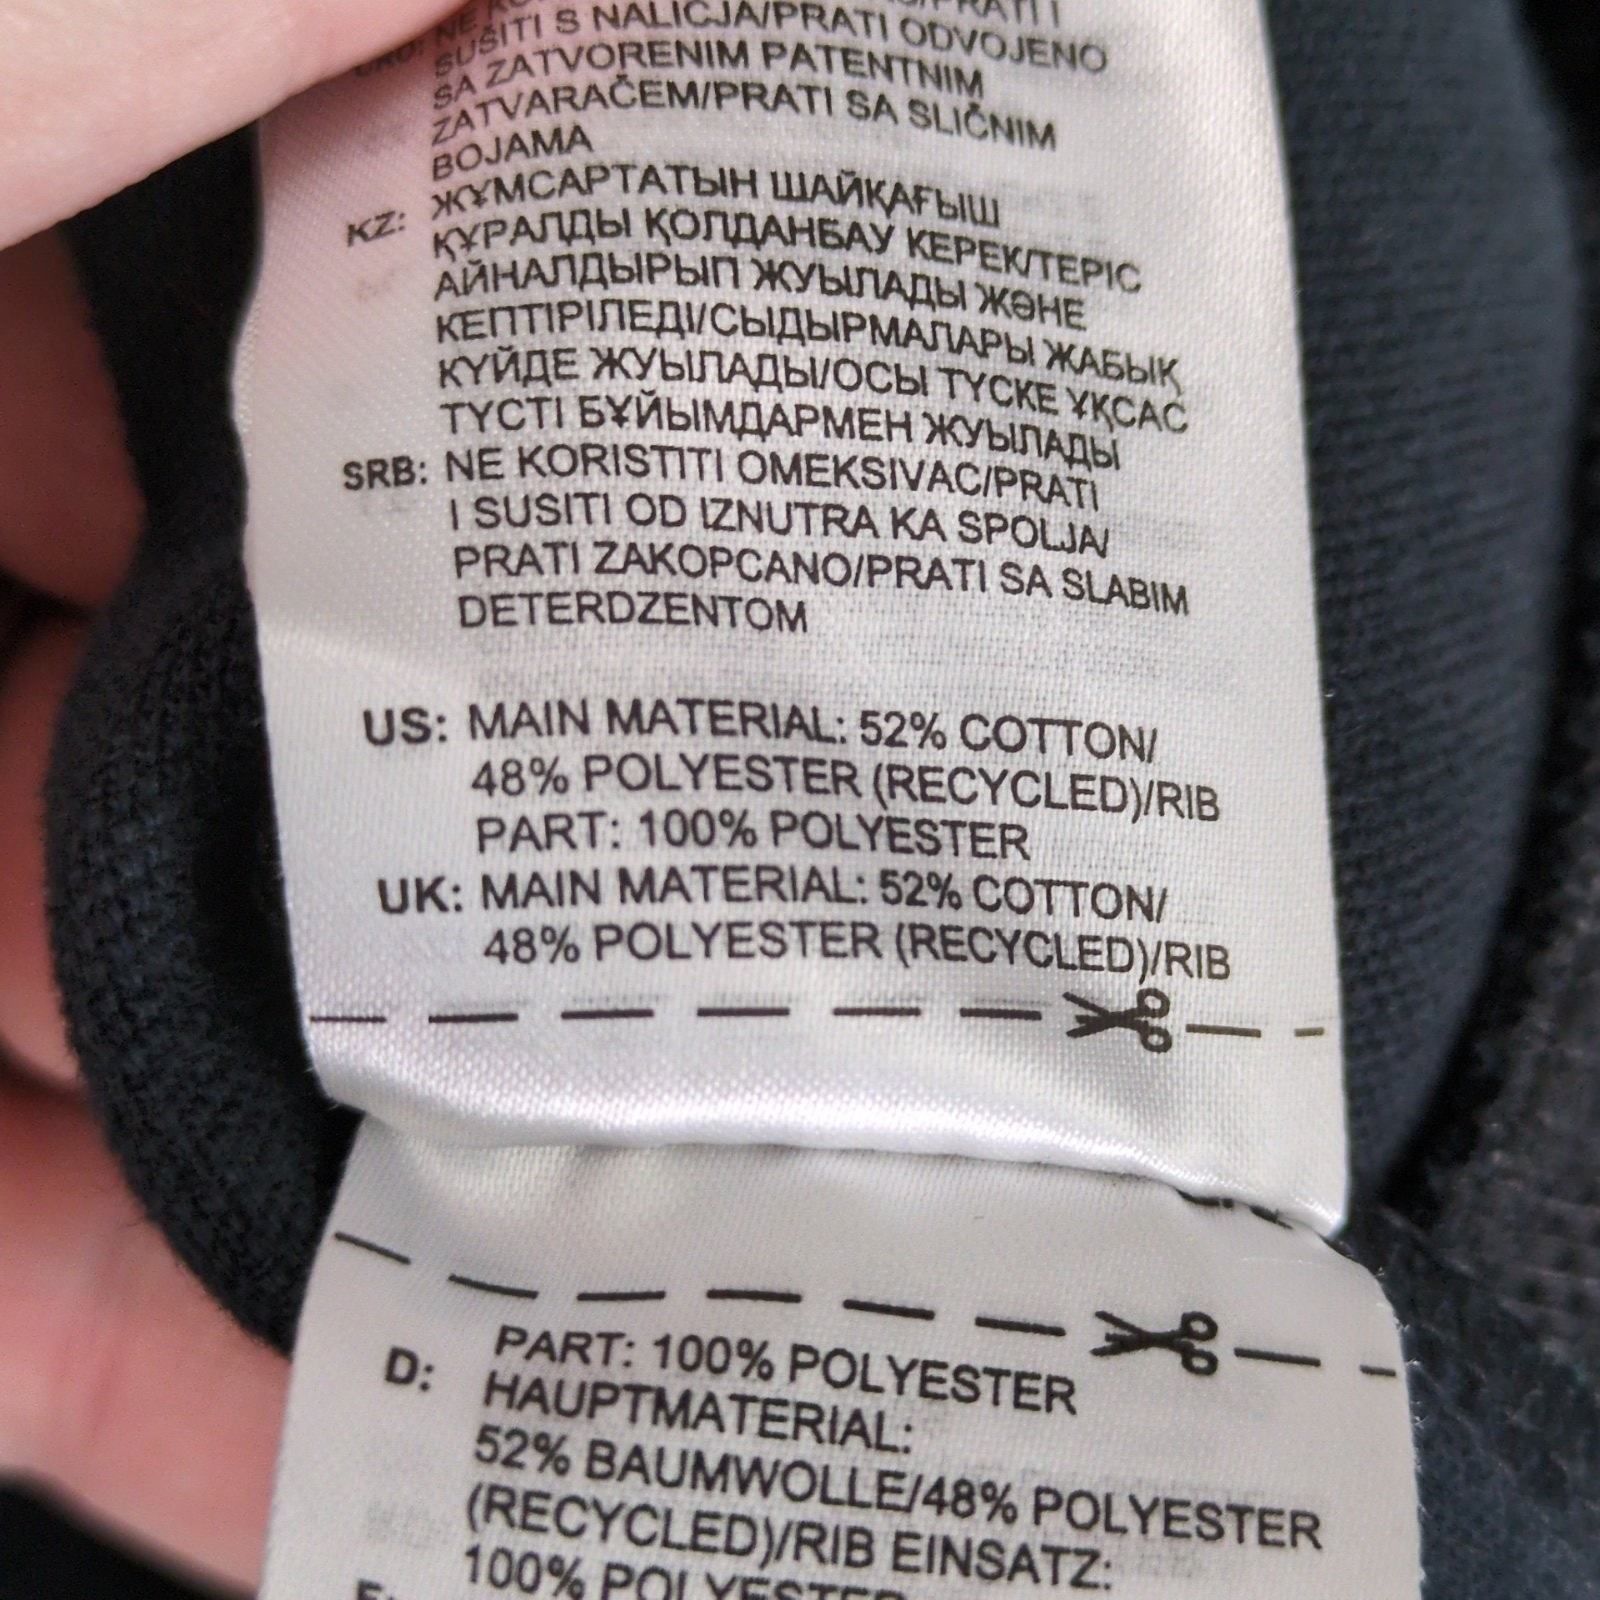 SUŠITI S NALIČJA/PRATI ODVOJENO
SA ZATVORENIM PATENTNIM
ZATVARAČEM/PRATI SA SLIČNIM
BOJAMA
KZ: ЖҰМСАРТАТЫН ШАЙҚАҒЫШ
ҚҰРАЛДЫ ҚОЛДАНБАУ КЕРЕК/ТЕРІС
АЙНАЛДЫРЫП ЖУЫЛАДЫ ЖӘНЕ
КЕПТІРІЛЕДІ/СЫДЫРМАЛАРЫ ЖАБЫҚ
КҮЙДЕ ЖУЫЛАДЫ/ОСЫ ТҮСКЕ ҰҚСАС
ТҮСТІ БҰЙЫМДАРМЕН ЖУЫЛАДЫ
SRB: NE KORISTITI OMEKSIVAC/PRATI
I SUSITI OD IZNUTRA KA SPOLJA/
PRATI ZAKOPCANO/PRATI SA SLABIM
DETERDZENTOM
US: MAIN MATERIAL: 52% COTTON/
48% POLYESTER (RECYCLED)/RIB
PART: 100% POLYESTER
UK: MAIN MATERIAL: 52% COTTON/
48% POLYESTER (RECYCLED)/RIB
PART: 100% POLYESTER
D: HAUPTMATERIAL:
52% BAUMWOLLE/48% POLYESTER
(RECYCLED)/RIB EINSATZ:
100% POLYESTER